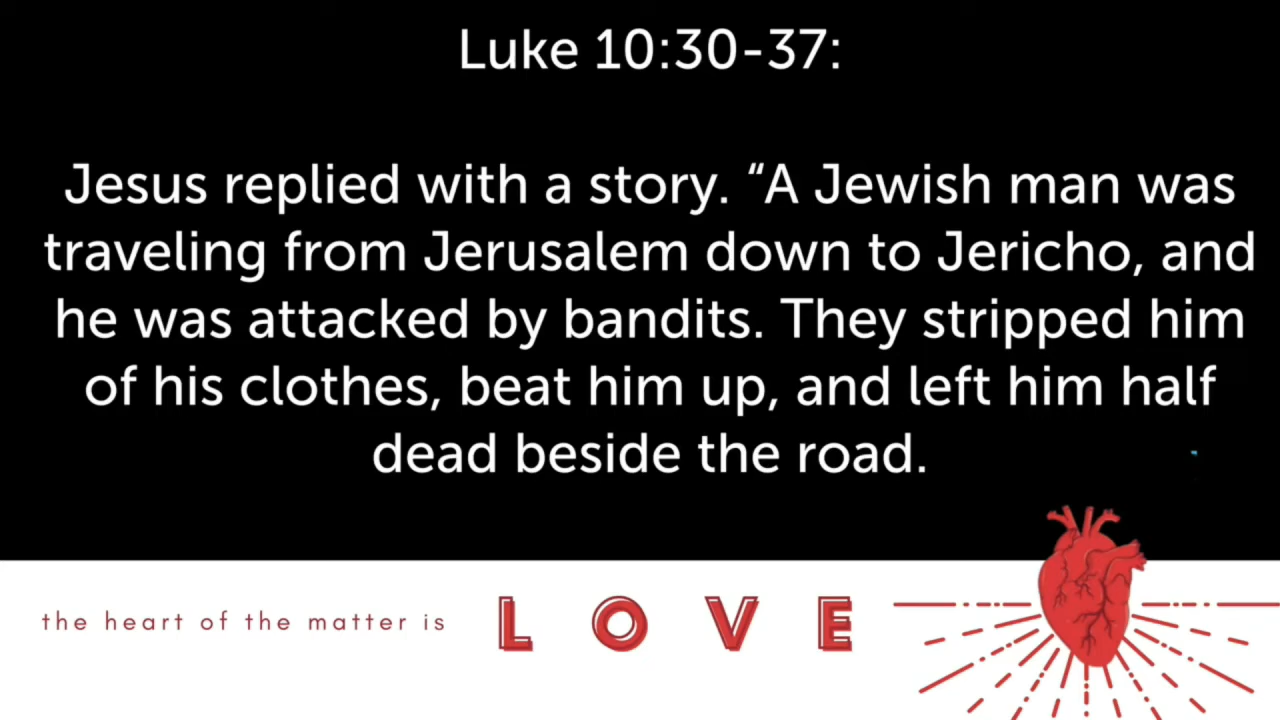 Luke 10:30-37:
Jesus replied with a story. “A Jewish man was
traveling from Jerusalem down to Jericho, and
he was attacked by bandits. They stripped him
of his clothes, beat him up, and left him half
dead beside the road.
the heart of the matter is LOVE